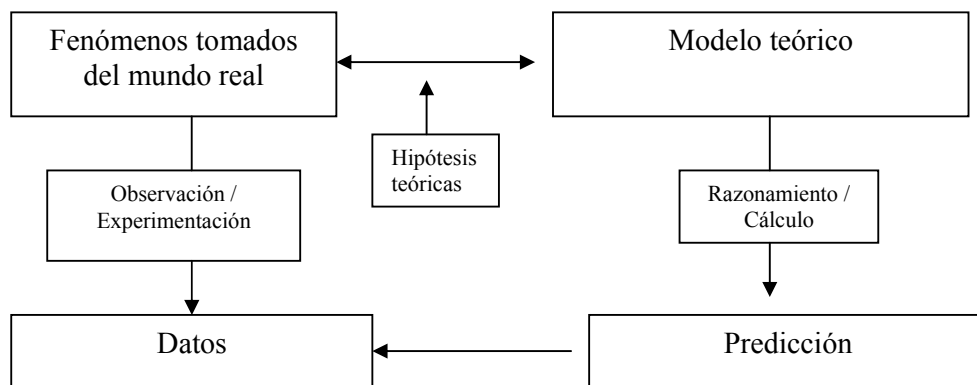 Fenómenos tomados
del mundo real
Modelo teórico
Hipótesis
teóricas
Observación /
Experimentación
Razonamiento /
Cálculo
Datos
Predicción